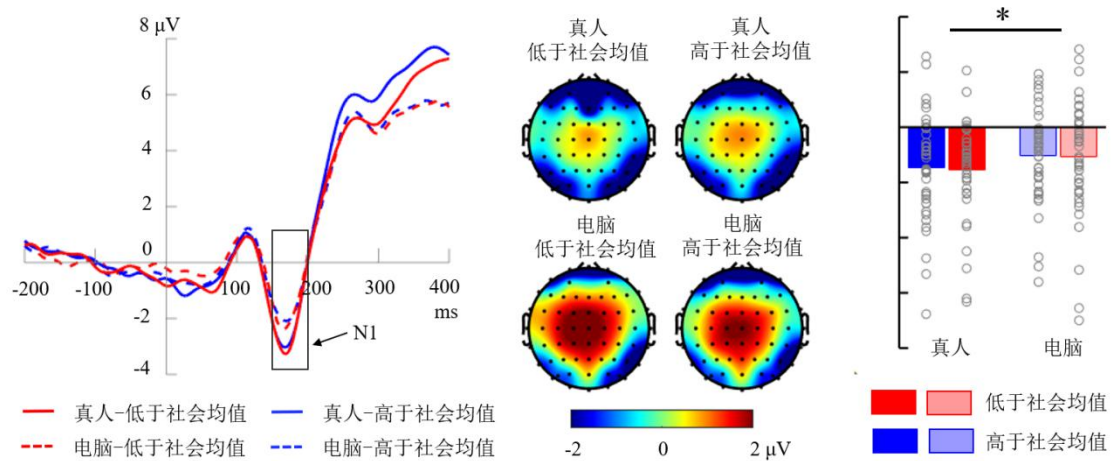 8 μV
6
4
2
0
-2
-4
-200
-100
100
200
300
400
ms
N1
真人-低于社会均值
真人-高于社会均值
电脑-低于社会均值
电脑-高于社会均值
真人
低于社会均值
真人
高于社会均值
电脑
低于社会均值
电脑
高于社会均值
-2
0
2 μV
*
真人
电脑
低于社会均值
高于社会均值